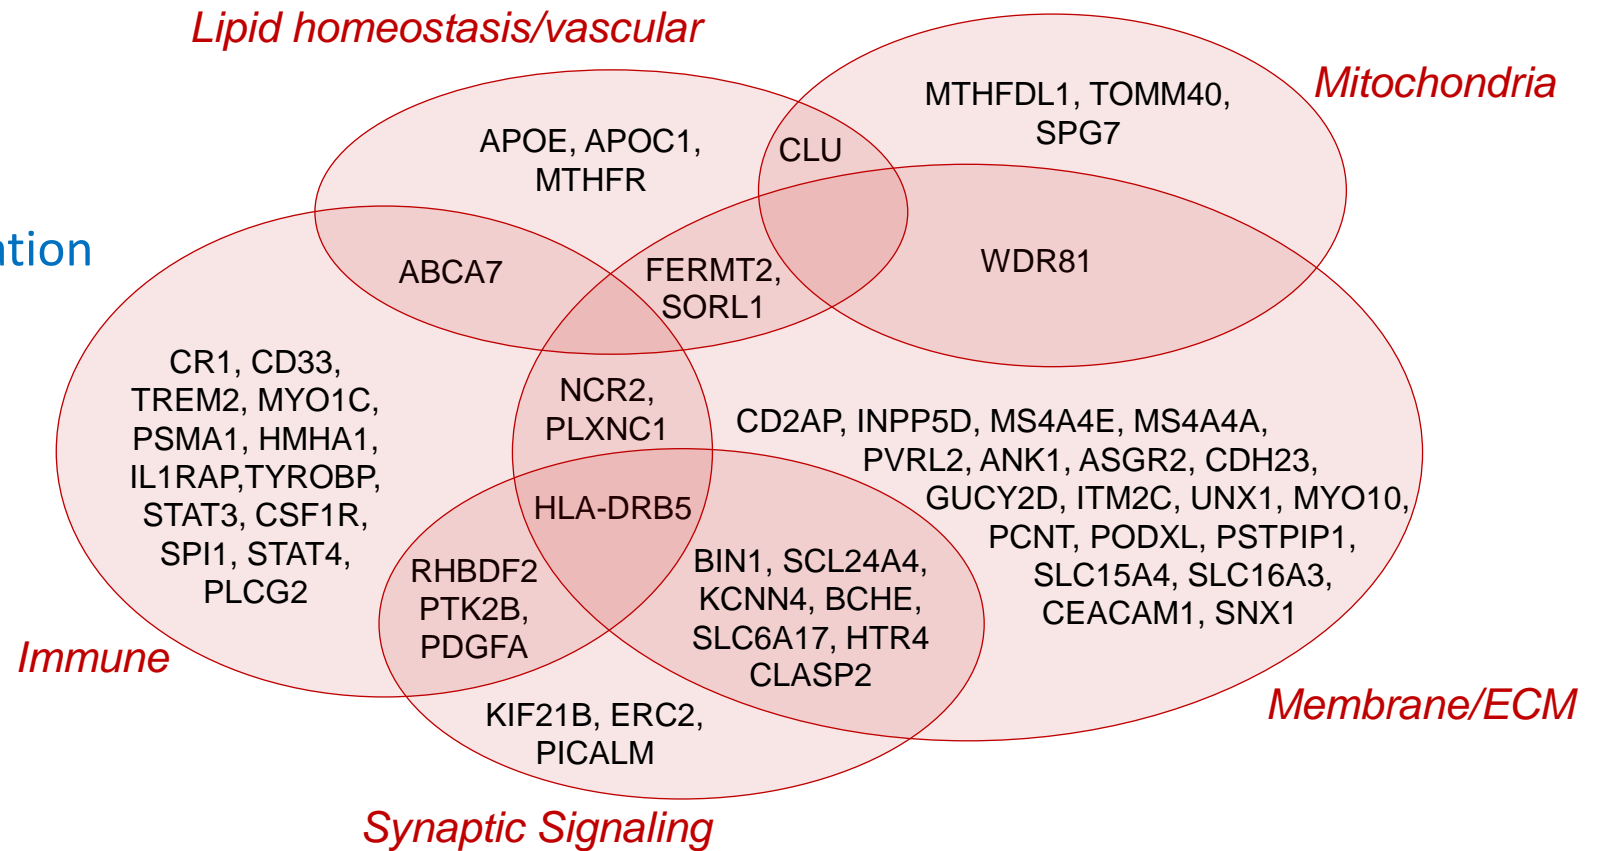 Lipid homeostasis/vascular
Mitochondria
MTHFDL1, TOMM40,
SPG7
APOE, APOC1,
MTHFR
CLU
ation
ABCA7
FERMT2,
SORL1
WDR81
CR1, CD33,
TREM2, MYO1C,
PSMA1, HMHA1,
IL1RAP,TYROBP,
STAT3, CSF1R,
SPI1, STAT4,
PLCG2
NCR2,
PLXNC1
CD2AP, INPP5D, MS4A4E, MS4A4A,
PVRL2, ANK1, ASGR2, CDH23,
GUCY2D, ITM2C, UNX1, MYO10,
PCNT, PODXL, PSTPIP1,
SLC15A4, SLC16A3,
CEACAM1, SNX1
HLA-DRB5
RHBDF2
PTK2B,
PDGFA
BIN1, SCL24A4,
KCNN4, BCHE,
SLC6A17, HTR4
CLASP2
Immune
KIF21B, ERC2,
PICALM
Membrane/ECM
Synaptic Signaling